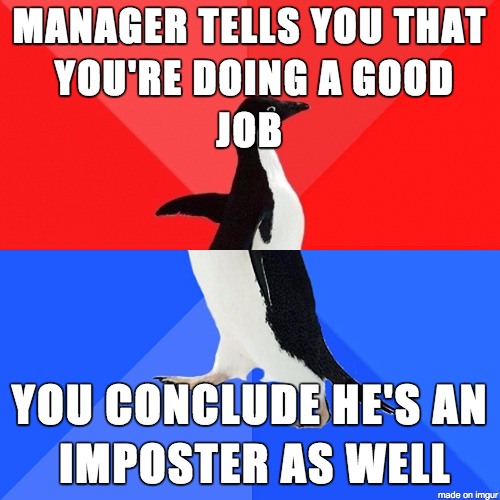 MANAGER TELLS YOU THAT
YOU'RE DOING A GOOD
JOB
YOU CONCLUDE HE'S AN
IMPOSTER AS WELL
made on imgur